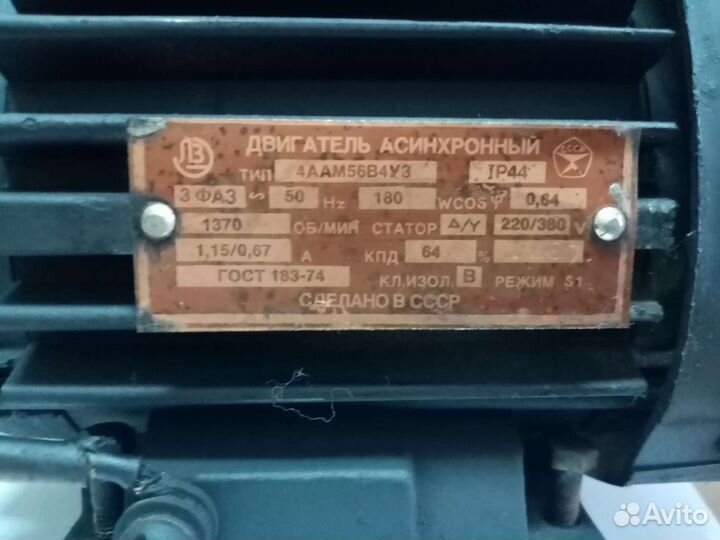 ДВИГАТЕЛЬ АСИНХРОННЫЙ
ТИП 4ААМ56В4У3 IP44
СССР
3 ФАЗ ~ 50 Hz 180 W COS φ 0,64
1370 ОБ/МИН СТАТОР Δ/Y 220/380 V
1,15/0,67 А КПД 64 %
ГОСТ 183-74 КЛ.ИЗОЛ. В РЕЖИМ S1
СДЕЛАНО В СССР
Avito